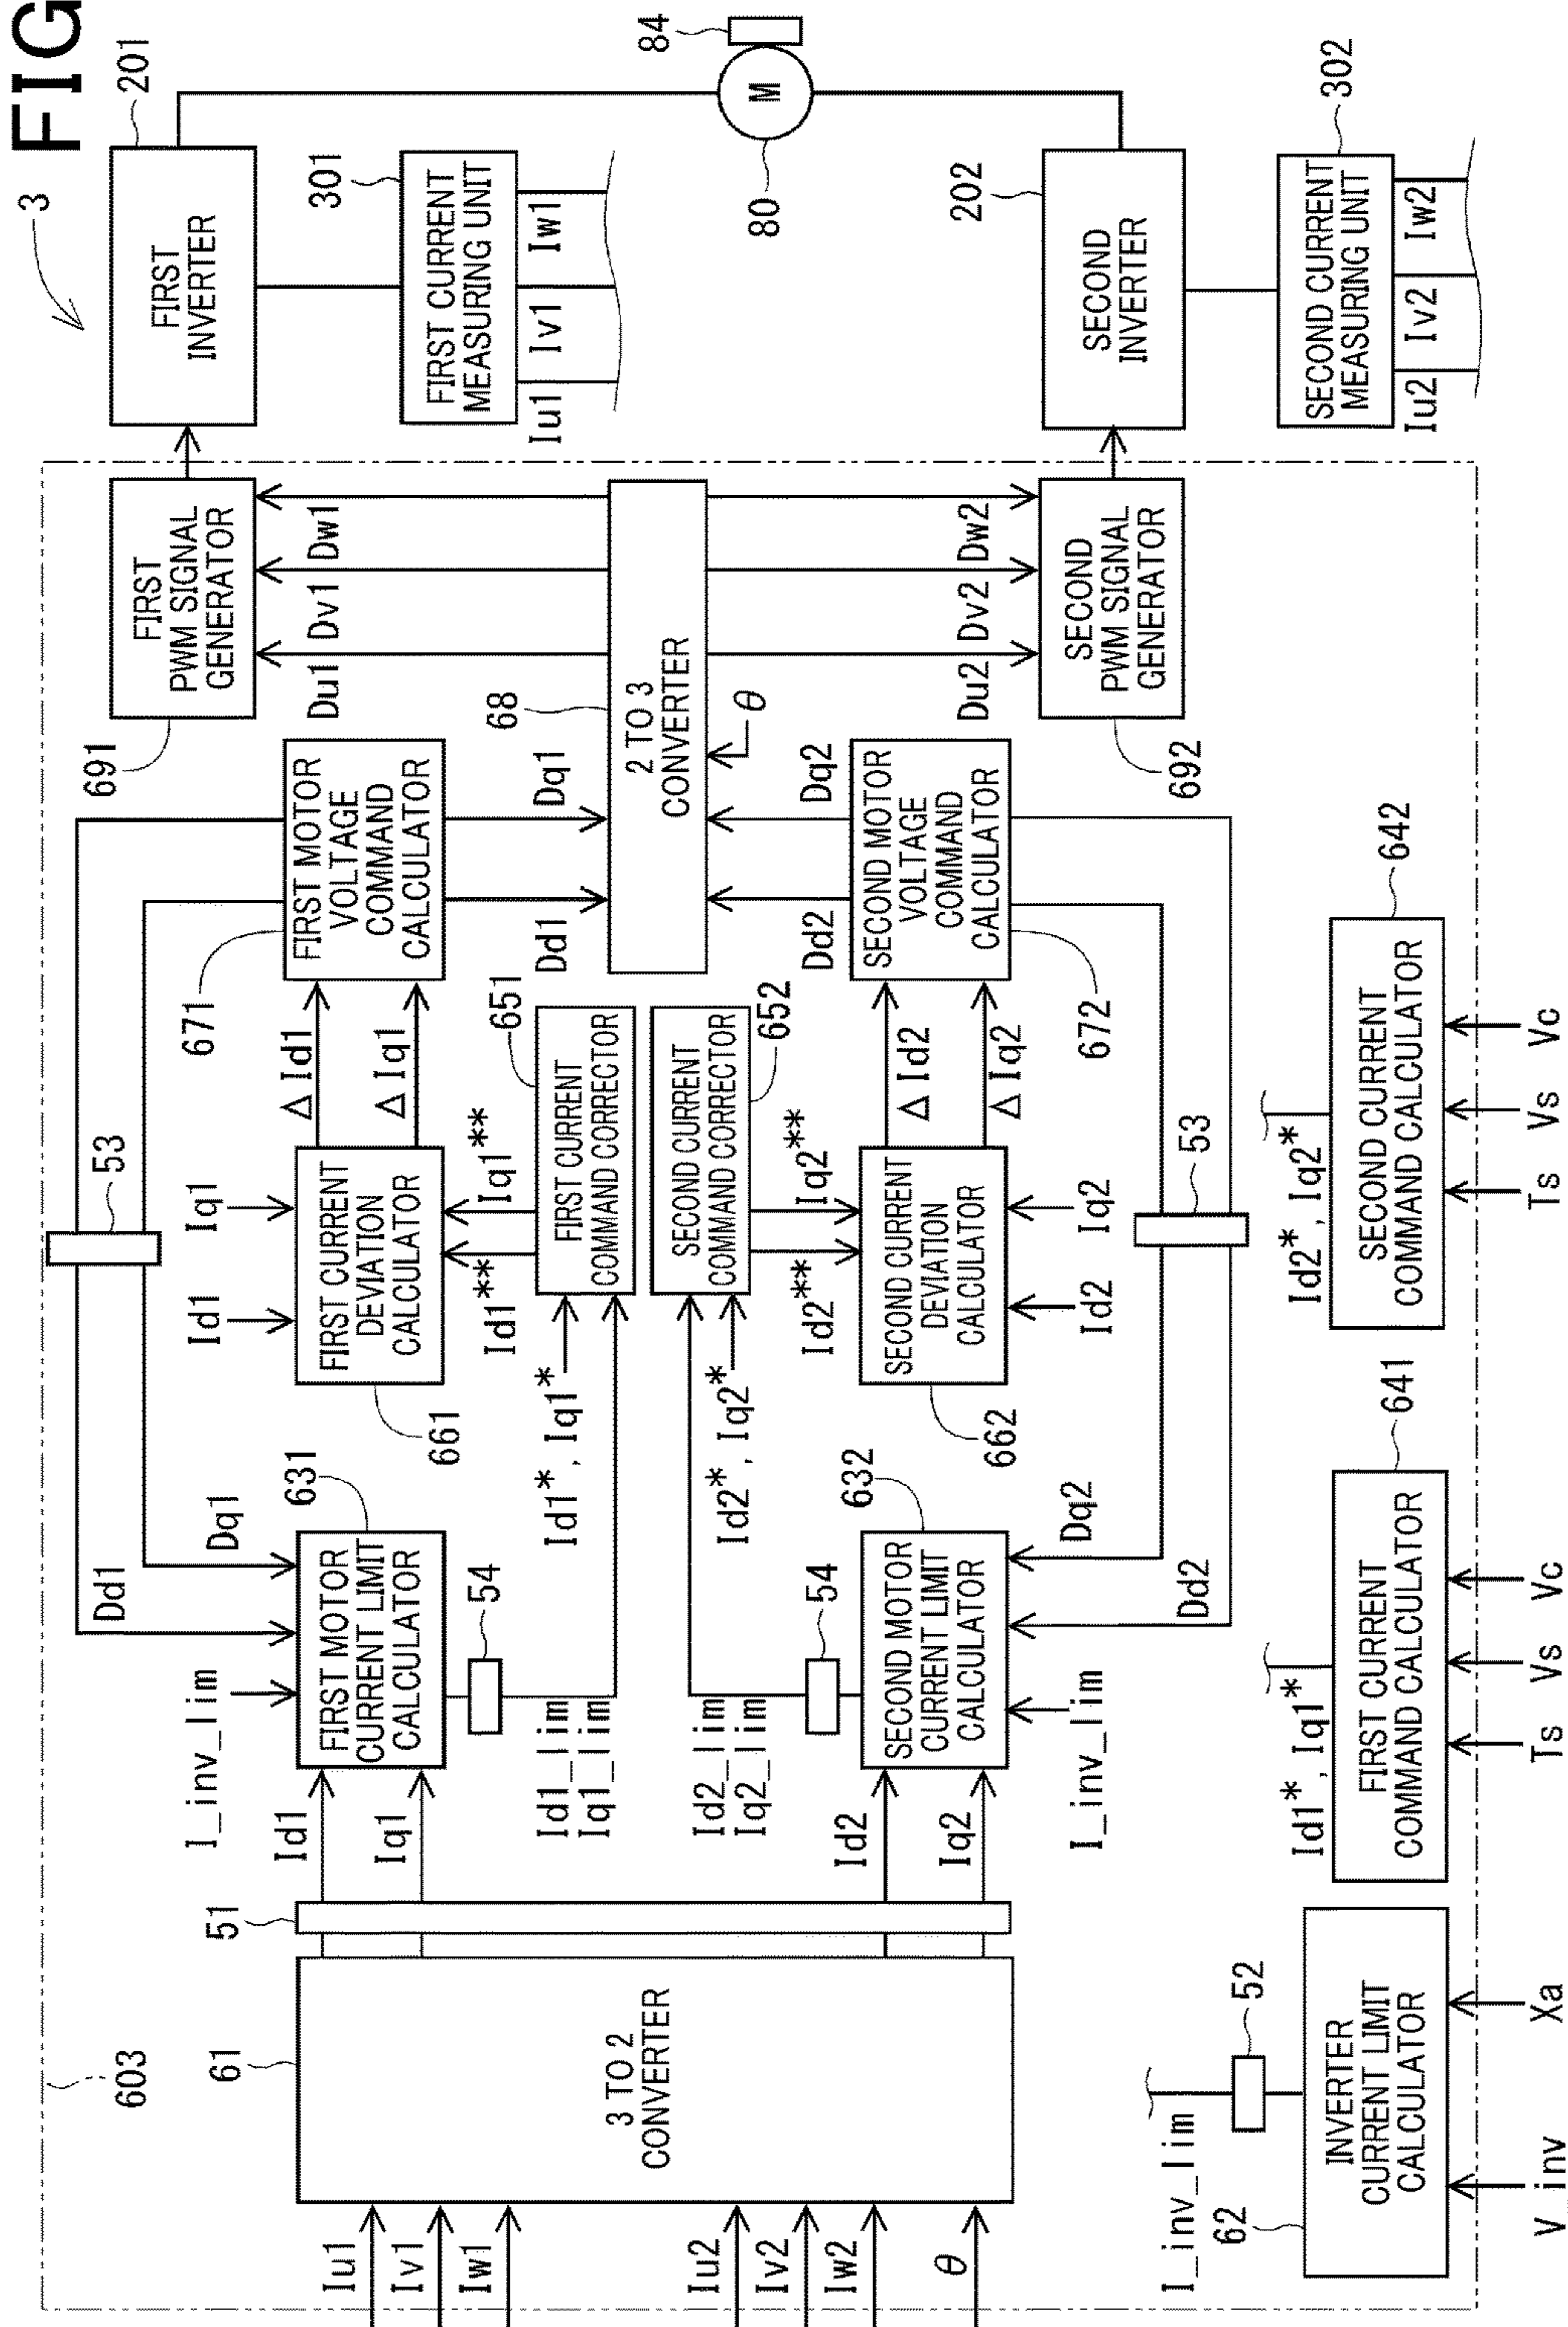 FIG
3
603
Iu1
Iv1
Iw1
Iu2
Iv2
Iw2
θ
61
3 TO 2
CONVERTER
51
Id1
Iq1
I_inv_lim
Dd1
Dq1
631
FIRST MOTOR
CURRENT LIMIT
CALCULATOR
54
Id1_lim
Iq1_lim
Id2_lim
Iq2_lim
54
632
SECOND MOTOR
CURRENT LIMIT
CALCULATOR
Id2
Iq2
I_inv_lim
Dq2
Dd2
53
Id1
Iq1
661
FIRST CURRENT
DEVIATION
CALCULATOR
Id1**
Iq1**
Id1*, Iq1*
651
FIRST CURRENT
COMMAND CORRECTOR
SECOND CURRENT
COMMAND CORRECTOR
652
Id2*, Iq2*
Id2**
Iq2**
662
SECOND CURRENT
DEVIATION
CALCULATOR
Id2
Iq2
53
Δ Id1
Δ Iq1
671
FIRST MOTOR
VOLTAGE
COMMAND
CALCULATOR
Dd1
Dq1
68
2 TO 3
CONVERTER
θ
Dd2
Dq2
Δ Id2
Δ Iq2
672
SECOND MOTOR
VOLTAGE
COMMAND
CALCULATOR
691
FIRST
PWM SIGNAL
GENERATOR
Du1
Dv1
Dw1
Du2
Dv2
Dw2
SECOND
PWM SIGNAL
GENERATOR
692
201
FIRST
INVERTER
301
FIRST CURRENT
MEASURING UNIT
Iu1
Iv1
Iw1
84
M
80
202
SECOND
INVERTER
302
SECOND CURRENT
MEASURING UNIT
Iu2
Iv2
Iw2
I_inv_lim
52
62
INVERTER
CURRENT LIMIT
CALCULATOR
V_inv
Xa
Id1*, Iq1*
641
FIRST CURRENT
COMMAND CALCULATOR
Ts
Vs
Vc
Id2*, Iq2*
642
SECOND CURRENT
COMMAND CALCULATOR
Ts
Vs
Vc